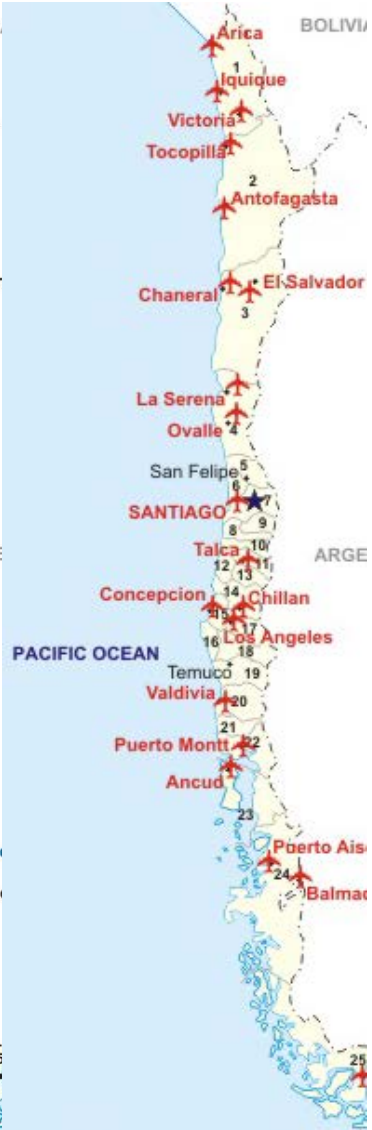 Arica
BOLIVIA
1
Iquique
Victoria
Tocopilla
2
Antofagasta
El Salvador
Chaneral
3
La Serena
Ovalle
4
5
San Felipe
6
7
SANTIAGO
8
9
Talca
10
11
12
13
14
Concepcion
Chillan
15
17
16
Los Angeles
18
PACIFIC OCEAN
Temuco
19
Valdivia
20
21
Puerto Montt
22
Ancud
23
Puerto Aise
24
Balmac
ARGE
25